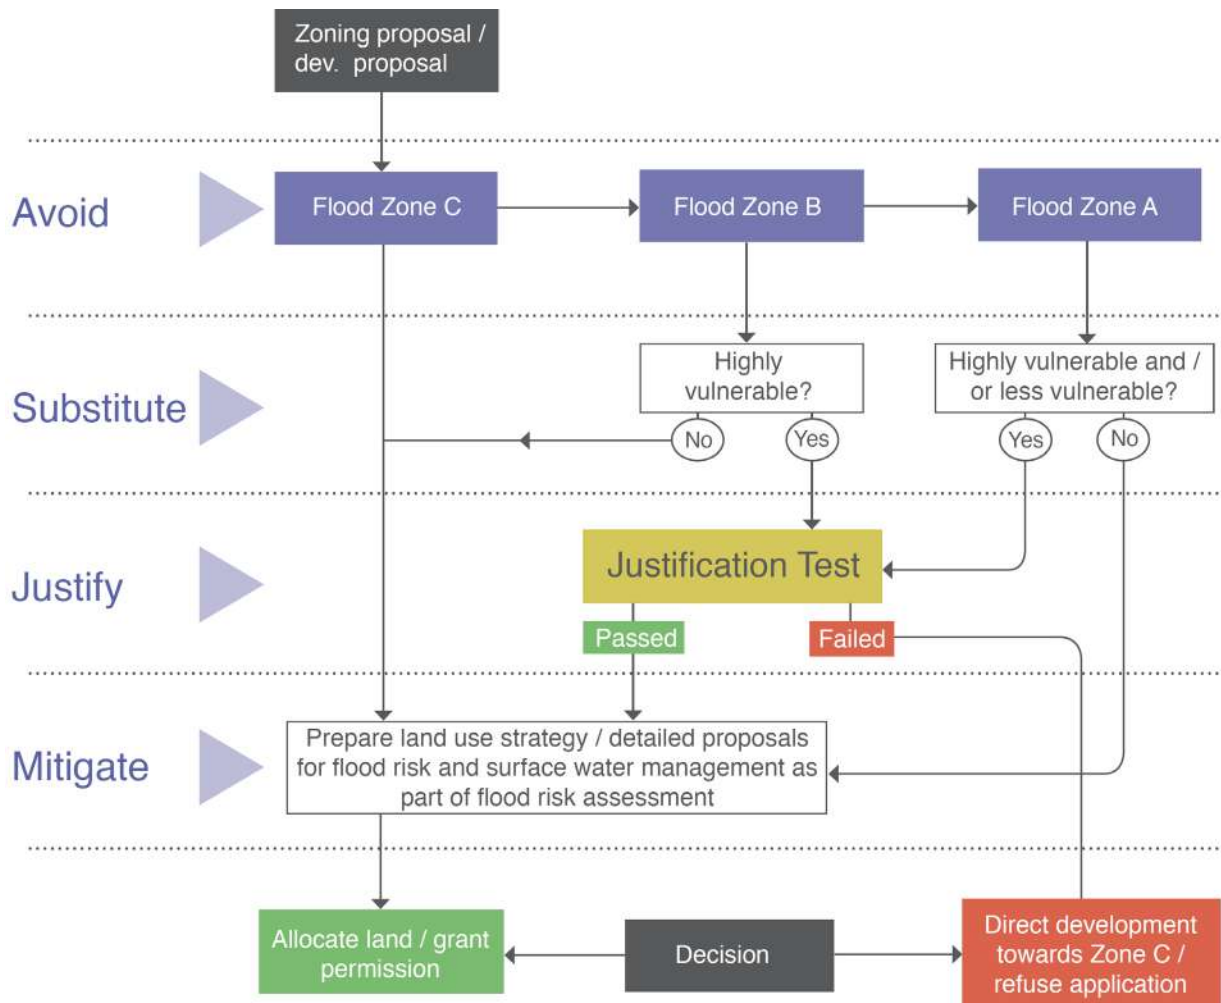 Zoning proposal /
dev. proposal
Avoid
Flood Zone C
Flood Zone B
Flood Zone A
Substitute
Highly
vulnerable?
No
Yes
Highly vulnerable and /
or less vulnerable?
Yes
No
Justify
Justification Test
Passed
Failed
Mitigate
Prepare land use strategy / detailed proposals
for flood risk and surface water management as
part of flood risk assessment
Allocate land / grant
permission
Decision
Direct development
towards Zone C /
refuse application